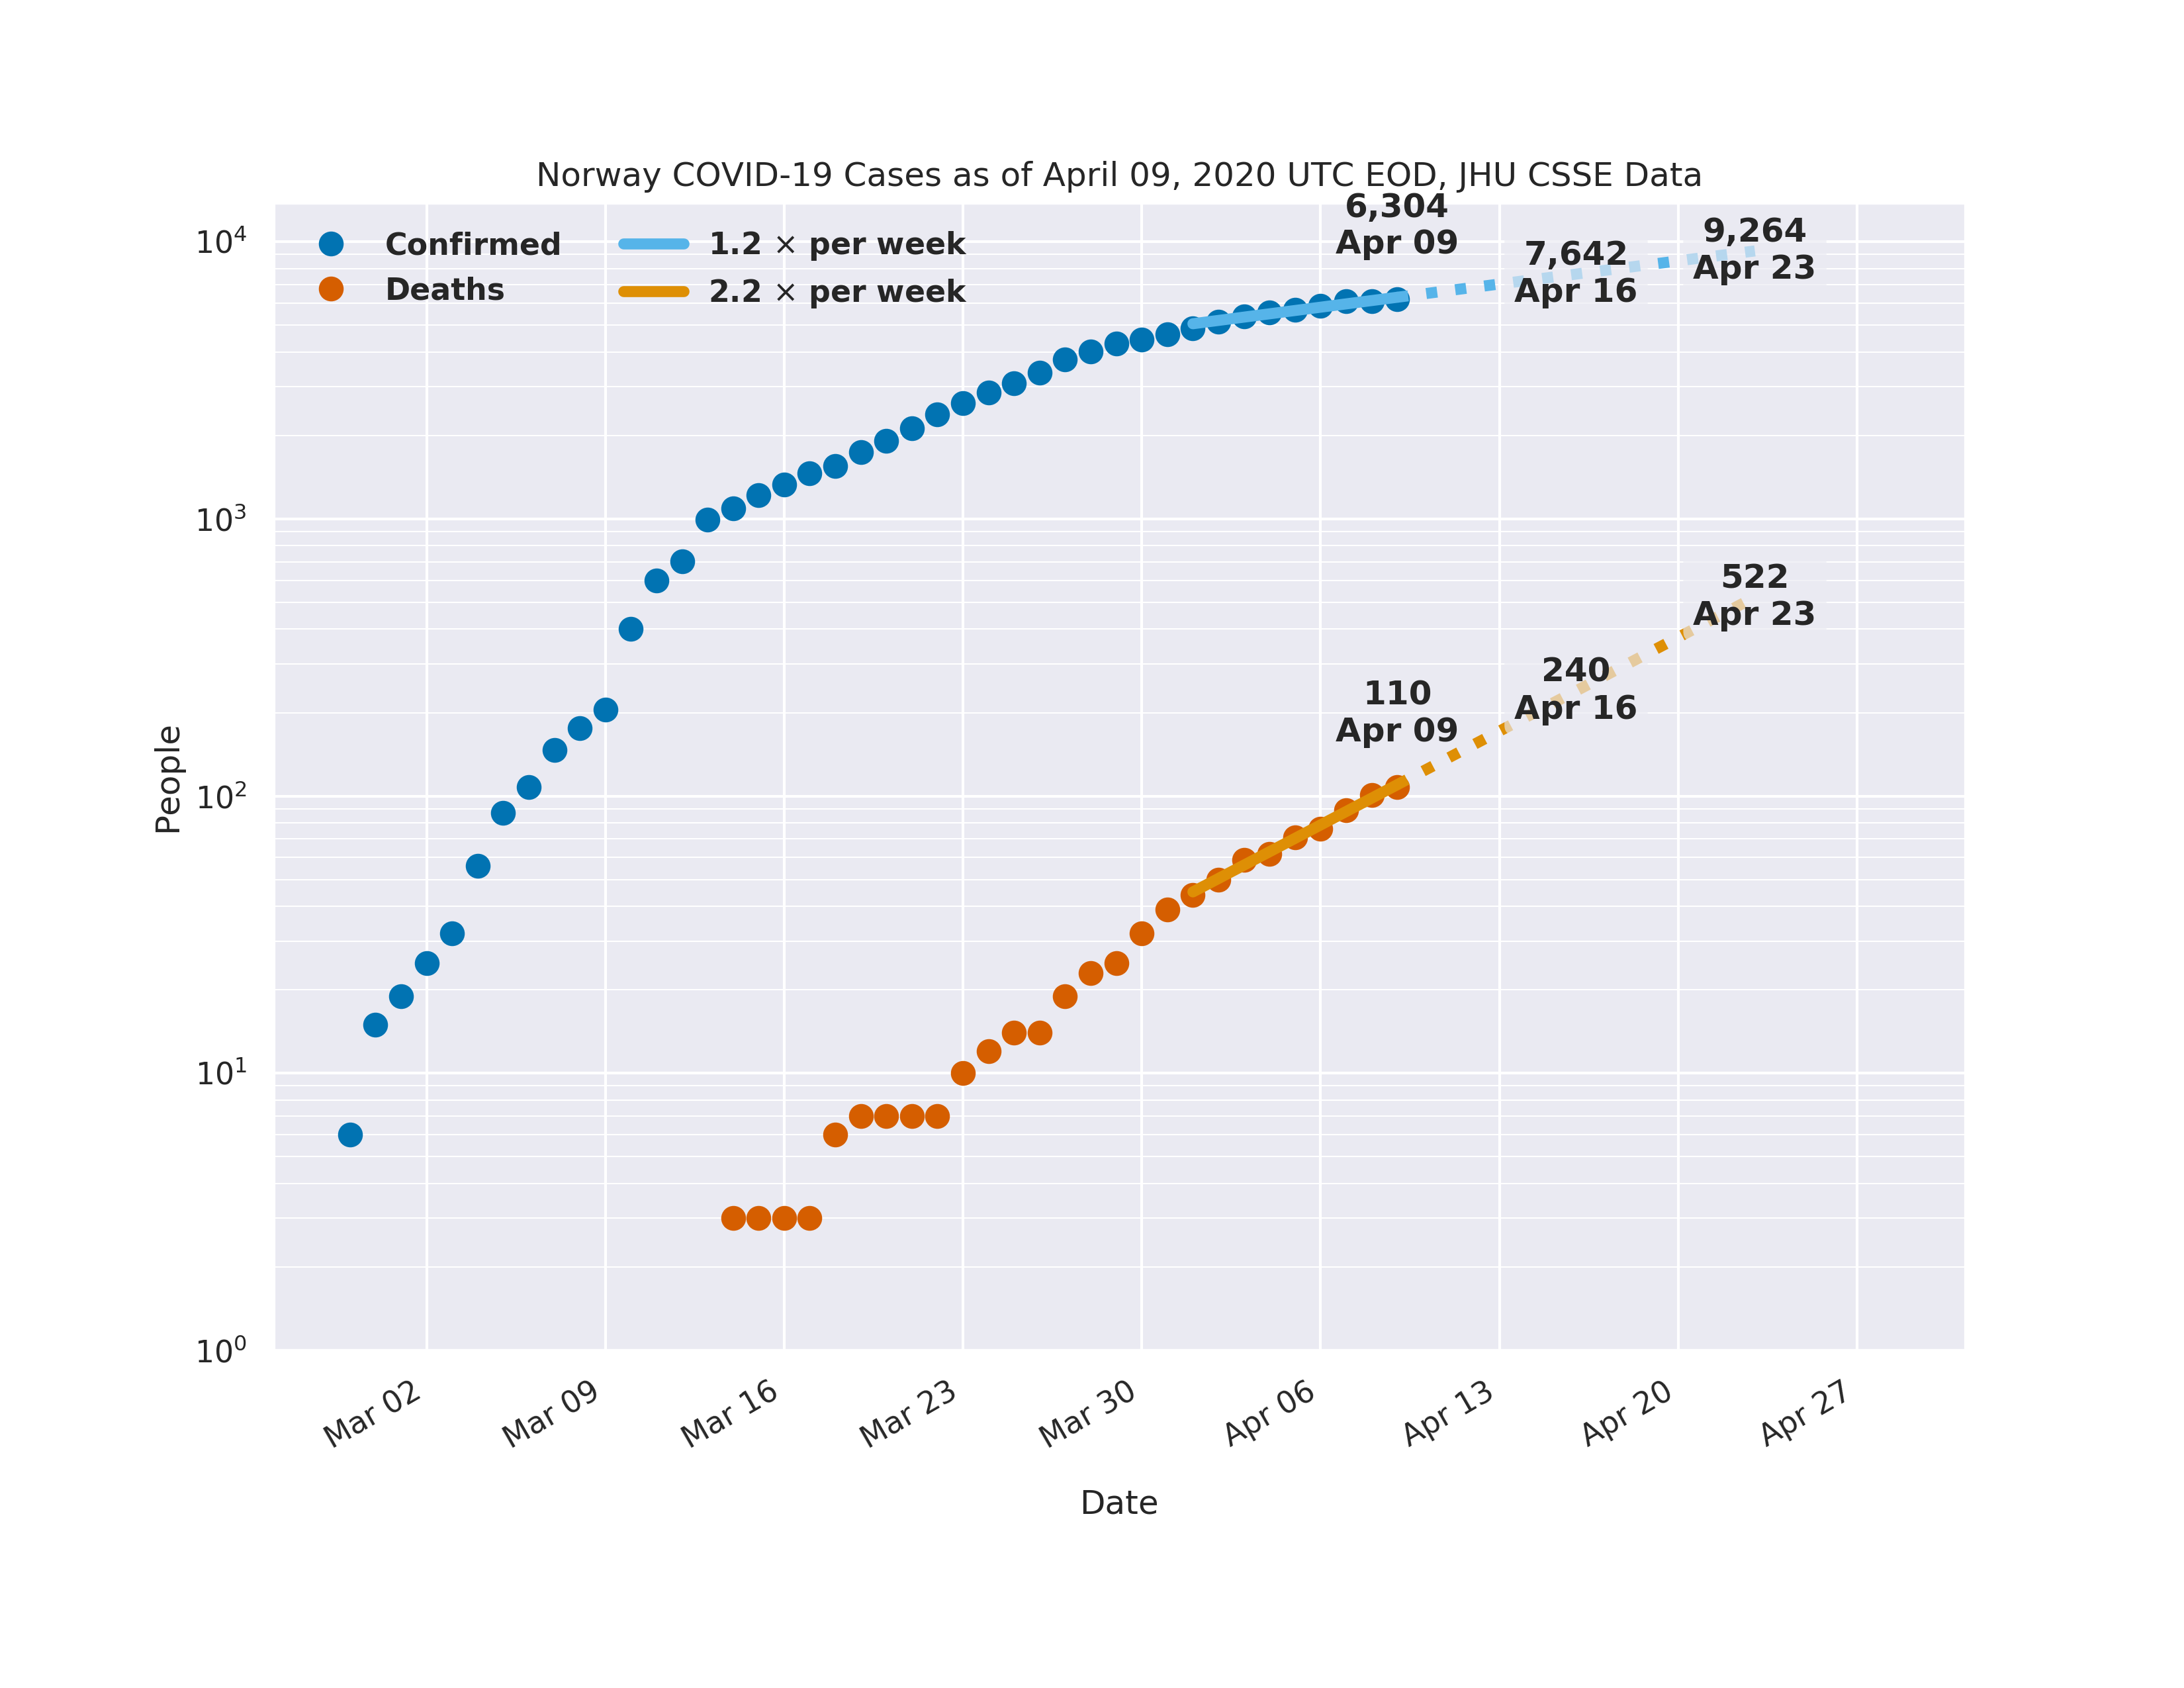 Norway COVID-19 Cases as of April 09, 2020 UTC EOD, JHU CSSE Data
Confirmed
Deaths
1.2 × per week
2.2 × per week
6,304
Apr 09
7,642
Apr 16
9,264
Apr 23
522
Apr 23
240
Apr 16
110
Apr 09
People
10⁴
10³
10²
10¹
10⁰
Mar 02
Mar 09
Mar 16
Mar 23
Mar 30
Apr 06
Apr 13
Apr 20
Apr 27
Date